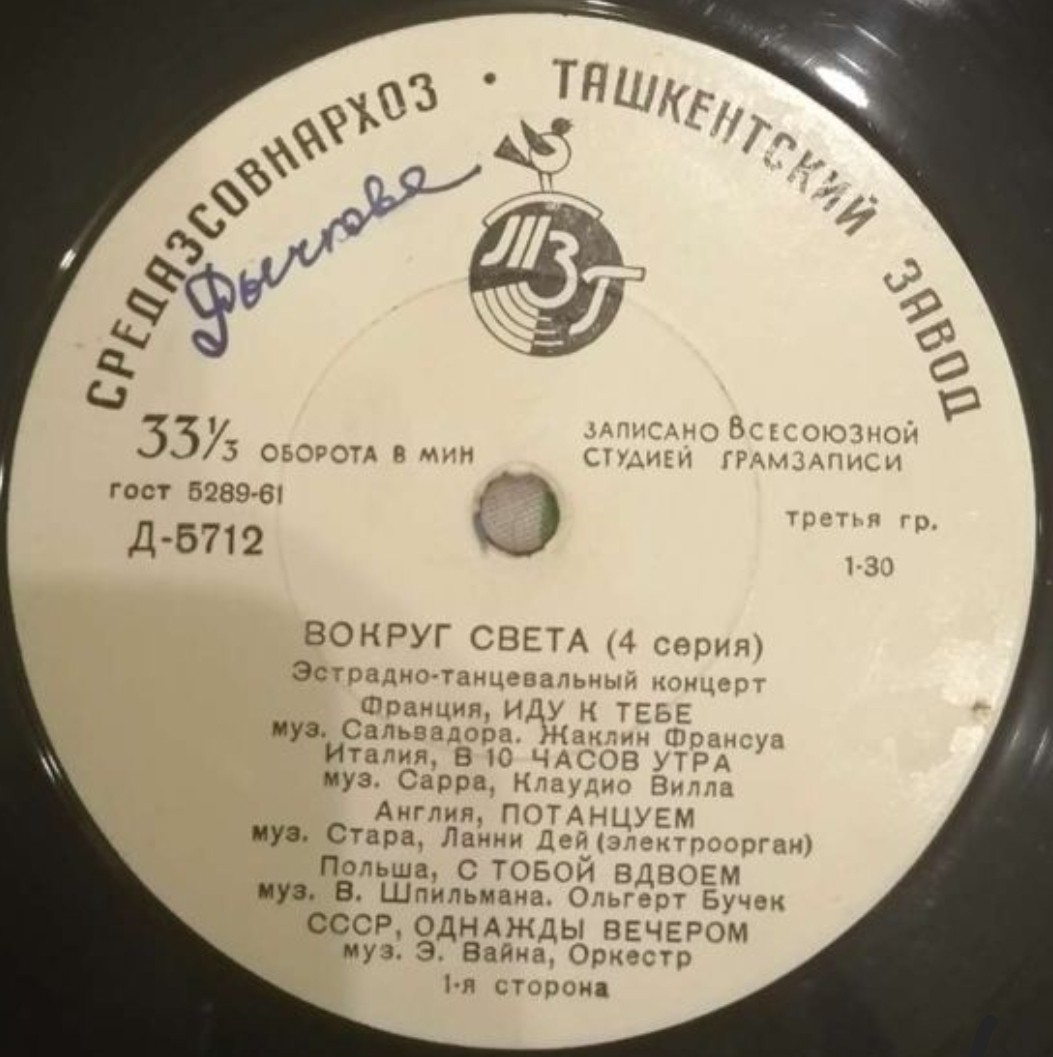 СРЕДАЗСОВНАРХОЗ • ТАШКЕНТСКИЙ ЗАВОД
ТЗГ
33⅓ ОБОРОТА В МИН
ГОСТ 5289-61
Д-5712
ЗАПИСАНО ВСЕСОЮЗНОЙ
СТУДИЕЙ ГРАМЗАПИСИ
третья гр.
1-30
ВОКРУГ СВЕТА (4 серия)
Эстрадно-танцевальный концерт
Франция, ИДУ К ТЕБЕ
муз. Сальвадора. Жаклин Франсуа
Италия, В 10 ЧАСОВ УТРА
муз. Сарра, Клаудио Вилла
Англия, ПОТАНЦУЕМ
муз. Стара, Ланни Дей (электроорган)
Польша, С ТОБОЙ ВДВОЕМ
муз. В. Шпильмана. Ольгерт Бучек
СССР, ОДНАЖДЫ ВЕЧЕРОМ
муз. Э. Вайна, Оркестр
1-я сторона